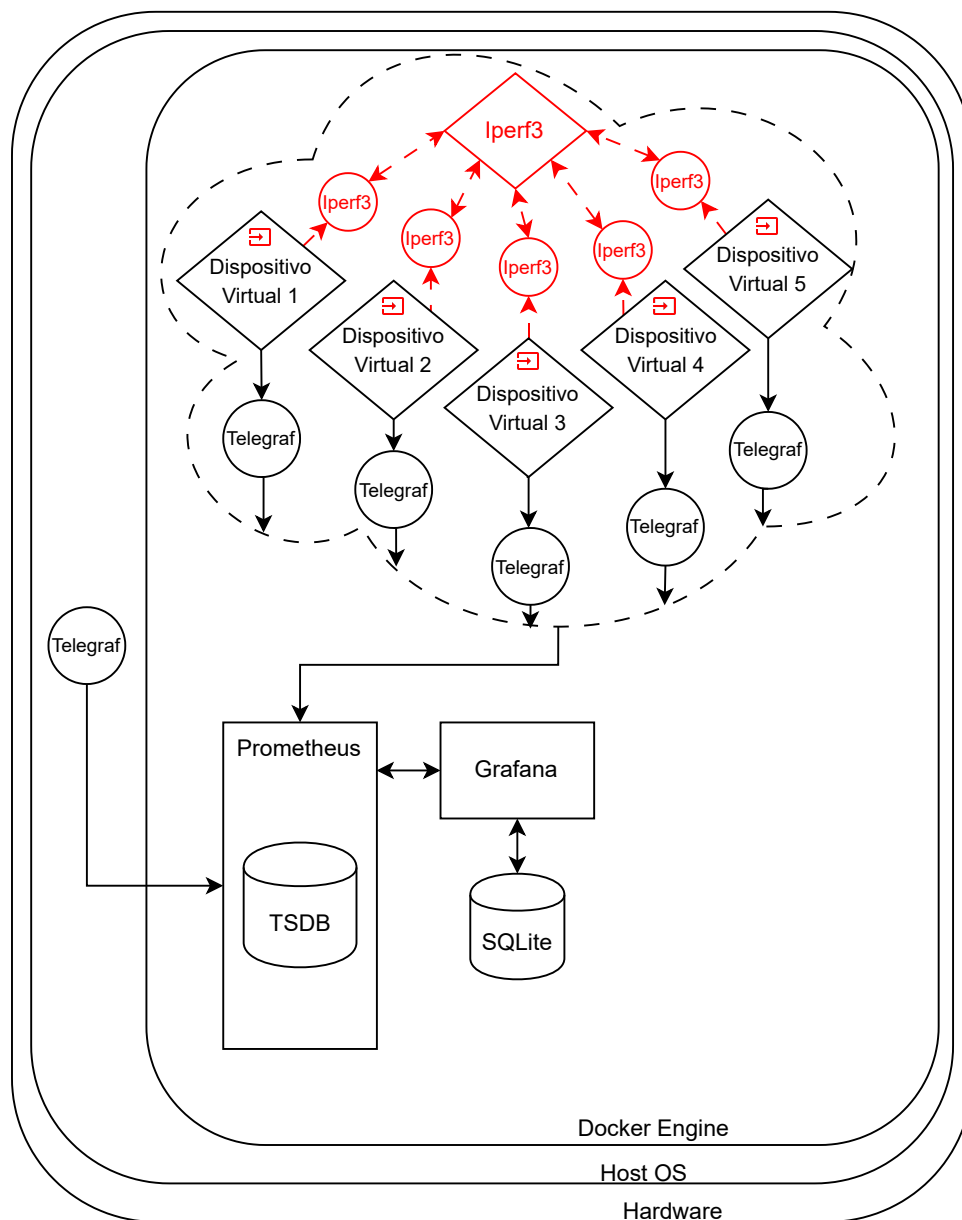 Iperf3
Iperf3
Iperf3
Iperf3
Iperf3
Iperf3
Dispositivo
Virtual 1
Dispositivo
Virtual 2
Dispositivo
Virtual 3
Dispositivo
Virtual 4
Dispositivo
Virtual 5
Telegraf
Telegraf
Telegraf
Telegraf
Telegraf
Telegraf
Prometheus
TSDB
Grafana
SQLite
Docker Engine
Host OS
Hardware